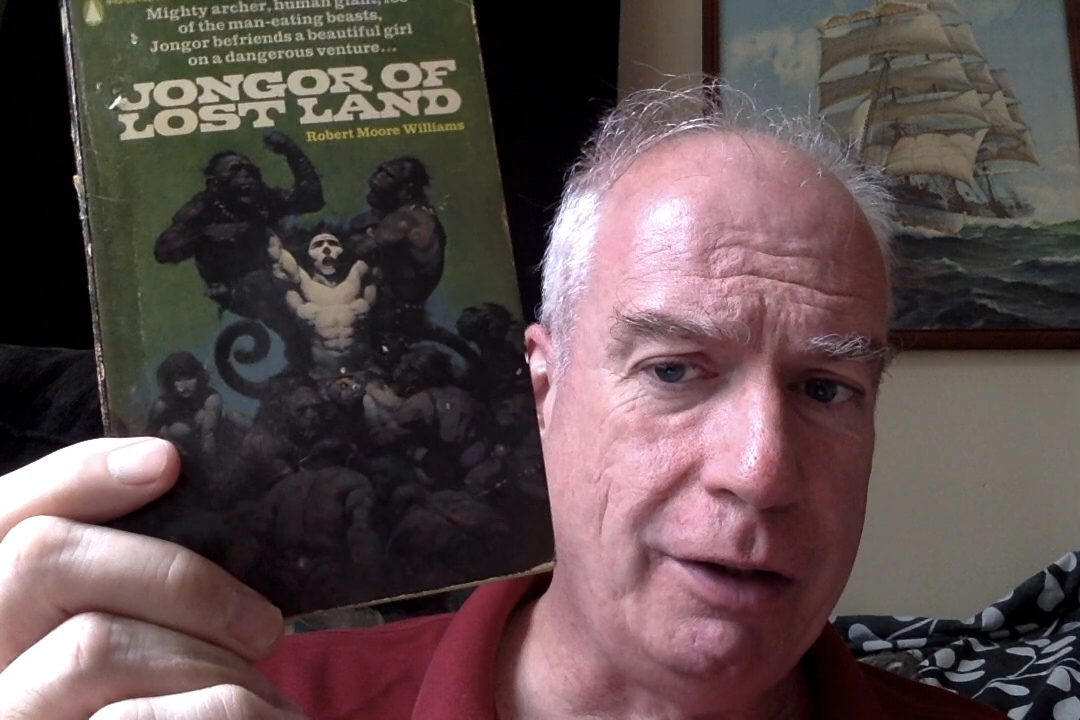 Mighty archer, human giant, foe
of the man-eating beasts,
Jongor befriends a beautiful girl
on a dangerous venture...
JONGOR OF
LOST LAND
Robert Moore Williams